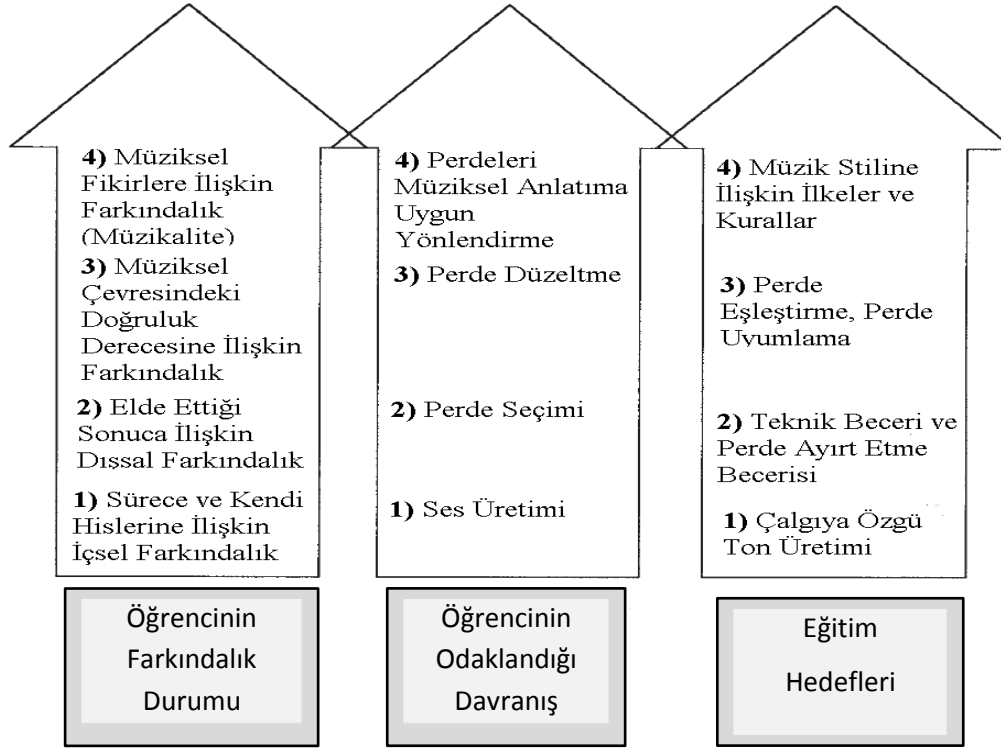 4) Müziksel
Fikirlere İlişkin
Farkındalık
(Müzikalite)
3) Müziksel
Çevresindeki
Doğruluk
Derecesine İlişkin
Farkındalık
2) Elde Ettiği
Sonuca İlişkin
Dışsal Farkındalık
1) Sürece ve Kendi
Hislerine İlişkin
İçsel Farkındalık
Öğrencinin
Farkındalık
Durumu
4) Perdeleri
Müziksel Anlatıma
Uygun
Yönlendirme
3) Perde Düzeltme
2) Perde Seçimi
1) Ses Üretimi
Öğrencinin
Odaklandığı
Davranış
4) Müzik Stiline
İlişkin İlkeler ve
Kurallar
3) Perde
Eşleştirme, Perde
Uyumlama
2) Teknik Beceri ve
Perde Ayırt Etme
Becerisi
1) Çalgıya Özgü
Ton Üretimi
Eğitim
Hedefleri